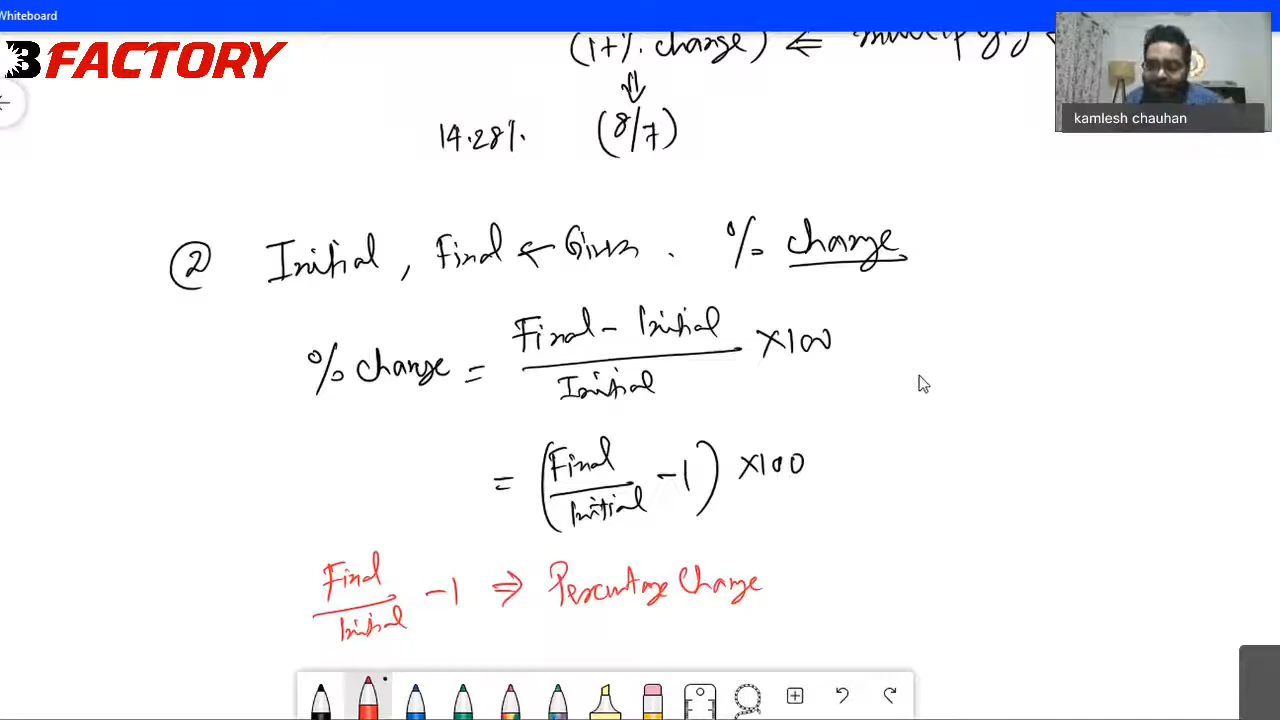 Whiteboard
BFACTORY
(1+% change) ⇐
kamlesh chauhan
⇓
14.28%. (8/7)
② Initial, Final ← Given. % change
% change = Final - Initial / Initial ×100
= (Final / Initial -1) ×100
Final / Initial -1 ⇒ Percentage Change